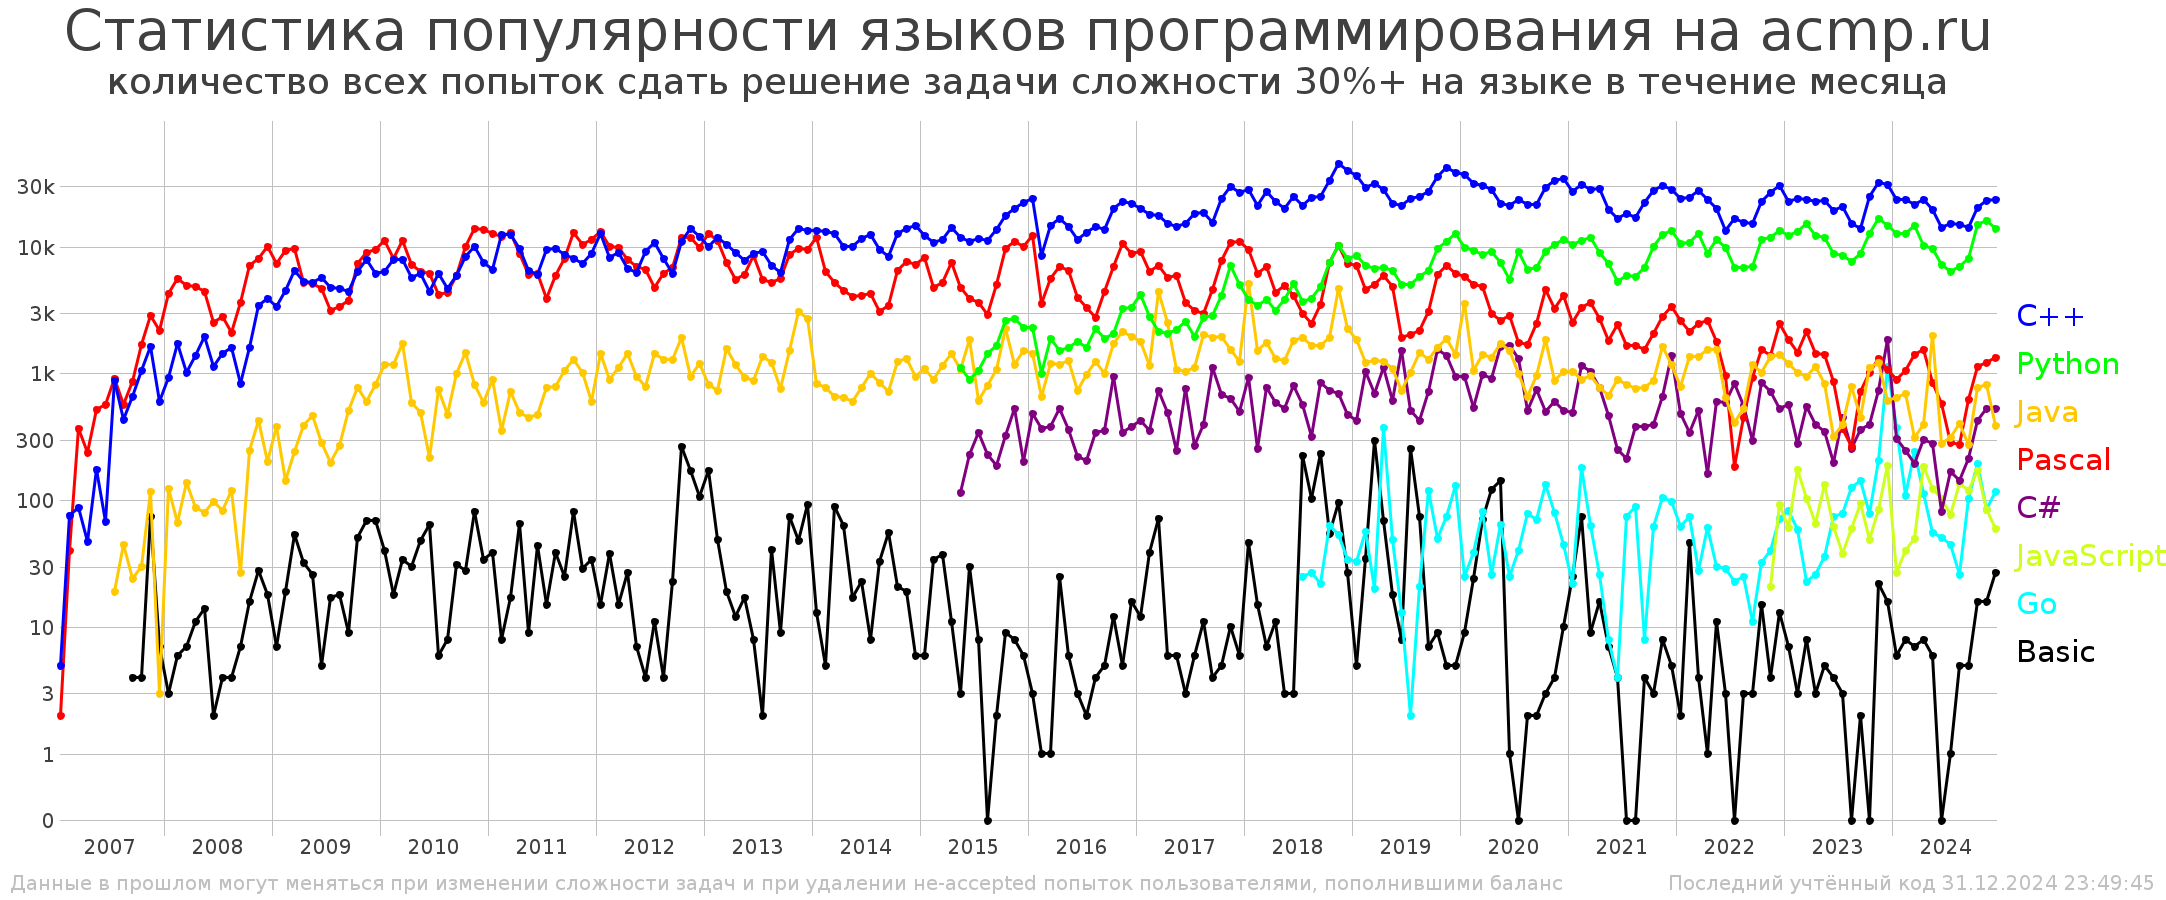 Статистика популярности языков программирования на acmp.ru
количество всех попыток сдать решение задачи сложности 30%+ на языке в течение месяца
30k
10k
3k
1k
300
100
30
10
3
1
0
C++
Python
Java
Pascal
C#
JavaScript
Go
Basic
2007 2008 2009 2010 2011 2012 2013 2014 2015 2016 2017 2018 2019 2020 2021 2022 2023 2024
Данные в прошлом могут меняться при изменении сложности задач и при удалении не-accepted попыток пользователями, пополнившими баланс
Последний учтённый код 31.12.2024 23:49:45